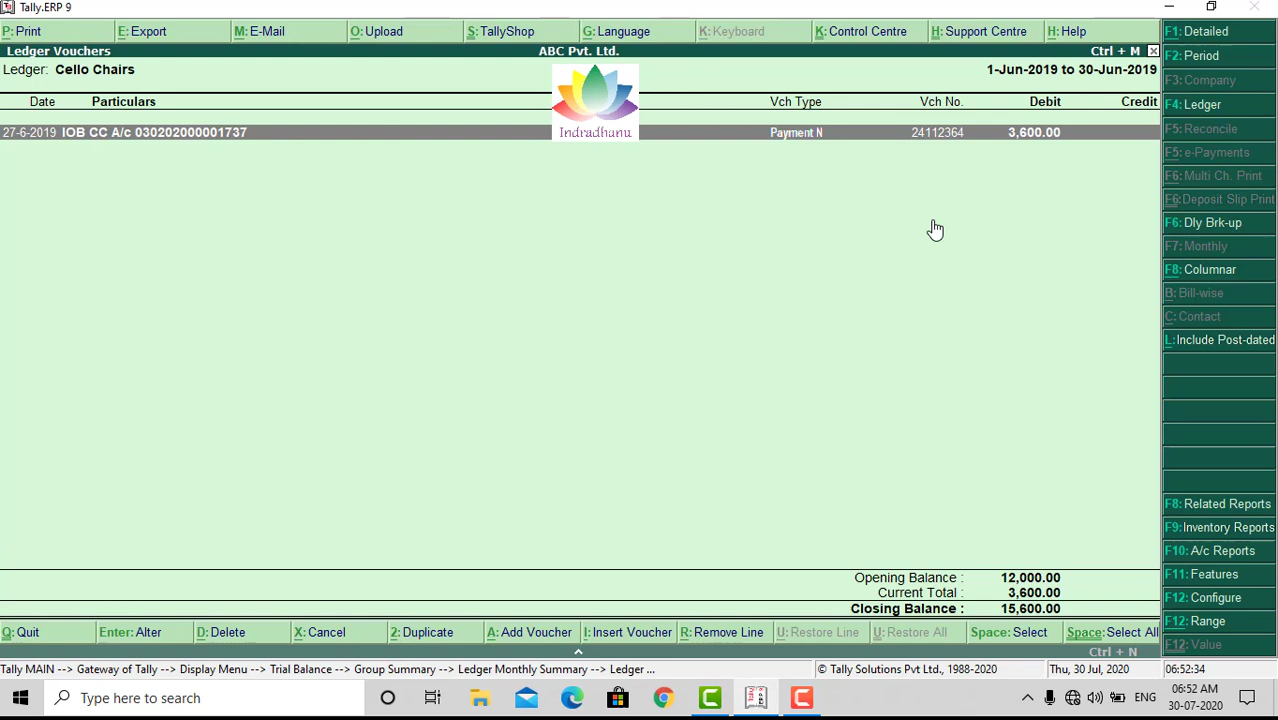 Tally.ERP 9
P: Print E: Export M: E-Mail O: Upload S: TallyShop G: Language K: Keyboard K: Control Centre H: Support Centre H: Help
Ledger Vouchers ABC Pvt. Ltd. Ctrl + M
Ledger: Cello Chairs 1-Jun-2019 to 30-Jun-2019
Date Particulars Vch Type Vch No. Debit Credit
Indradhanu
27-6-2019 IOB CC A/c 030202000001737 Payment N 24112364 3,600.00
F1: Detailed
F2: Period
F3: Company
F4: Ledger
F5: Reconcile
F5: e-Payments
F6: Multi Ch. Print
F6: Deposit Slip Print
F6: Dly Brk-up
F7: Monthly
F8: Columnar
B: Bill-wise
C: Contact
L: Include Post-dated
F8: Related Reports
F9: Inventory Reports
F10: A/c Reports
F11: Features
F12: Configure
F12: Range
F12: Value
Opening Balance : 12,000.00
Current Total : 3,600.00
Closing Balance : 15,600.00
Q: Quit Enter: Alter D: Delete X: Cancel 2: Duplicate A: Add Voucher I: Insert Voucher R: Remove Line U: Restore Line U: Restore All Space: Select Space: Select All
Ctrl + N
Tally MAIN --> Gateway of Tally --> Display Menu --> Trial Balance --> Group Summary --> Ledger Monthly Summary --> Ledger ... © Tally Solutions Pvt Ltd., 1988-2020 Thu, 30 Jul, 2020 06:52:34
Type here to search ENG 06:52 AM
30-07-2020